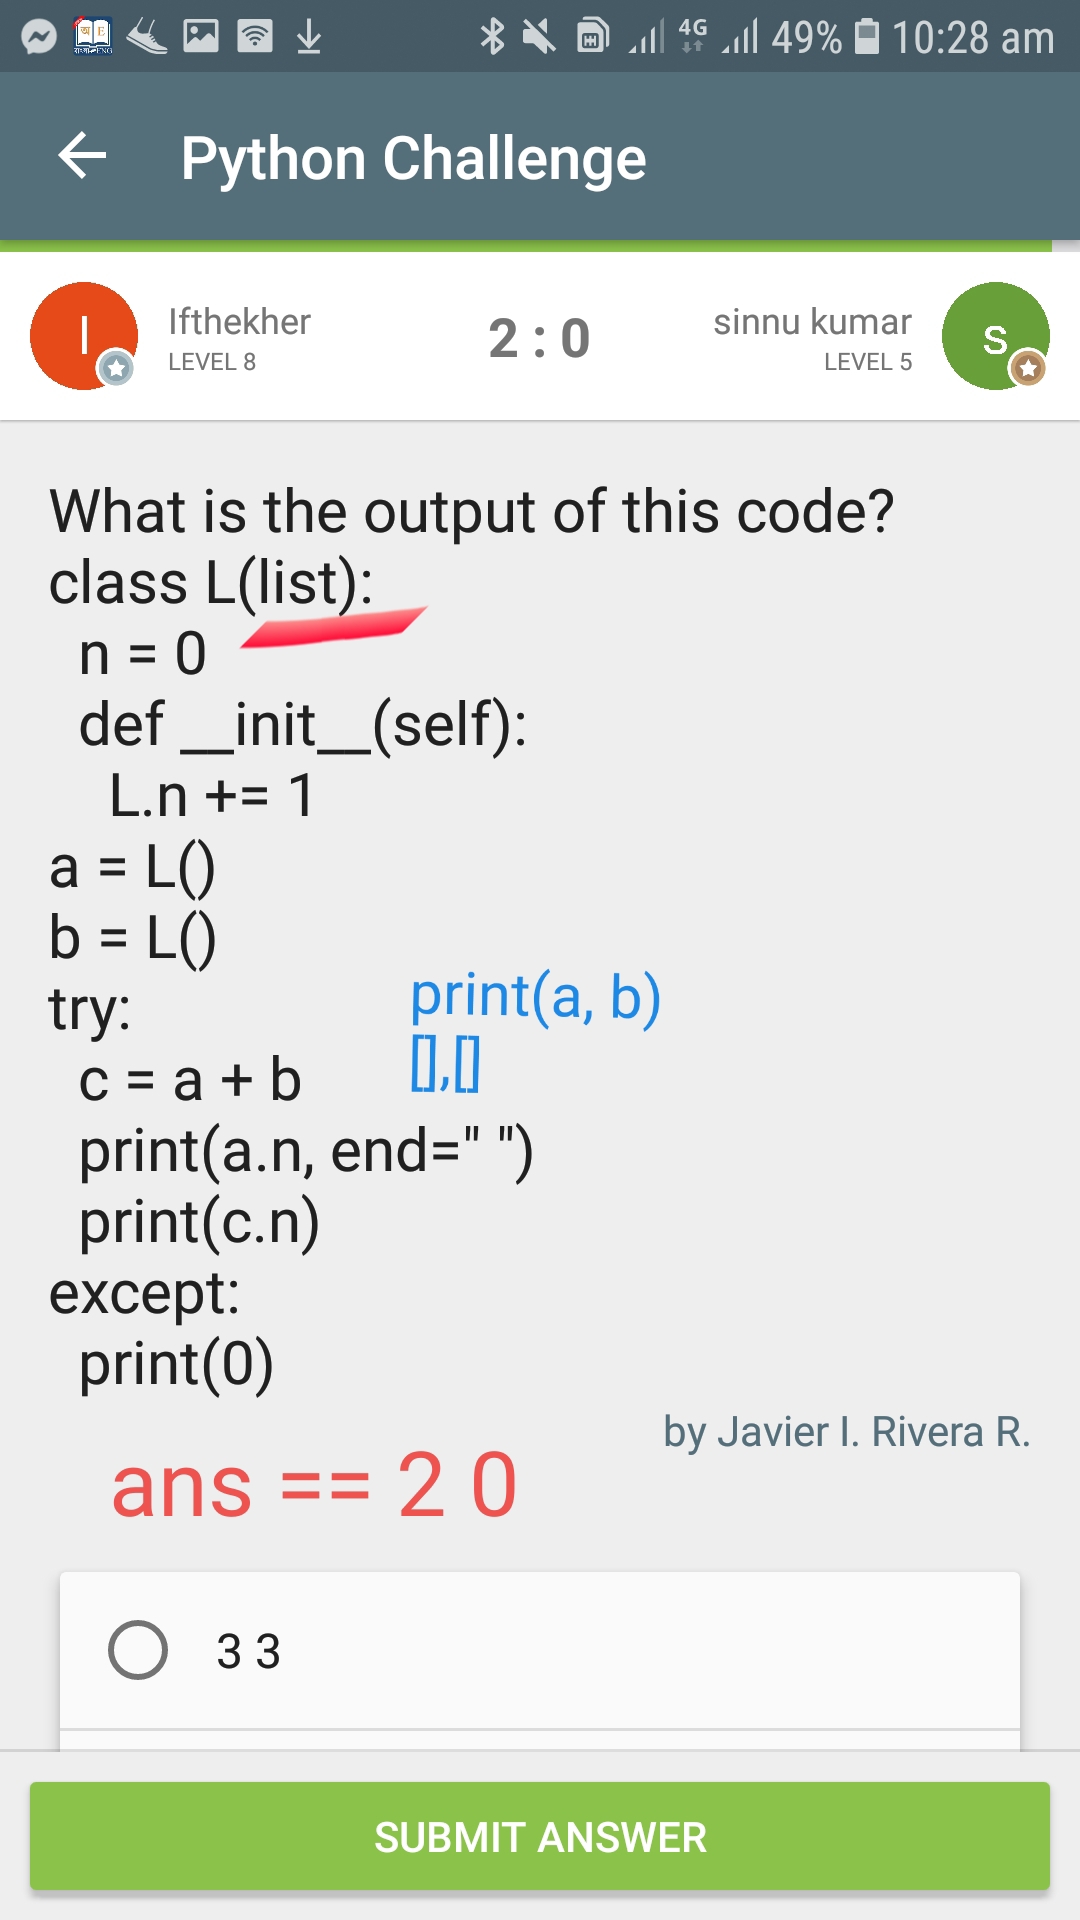 4G 49% 10:28 am
Python Challenge
I Ifthekher 2 : 0 sinnu kumar s
LEVEL 8 LEVEL 5
What is the output of this code?
class L(list):
n = 0
def __init__(self):
L.n += 1
a = L()
b = L()
try:
print(a, b)
[],[]
c = a + b
print(a.n, end=" ")
print(c.n)
except:
print(0)
by Javier I. Rivera R.
ans == 2 0
3 3
SUBMIT ANSWER